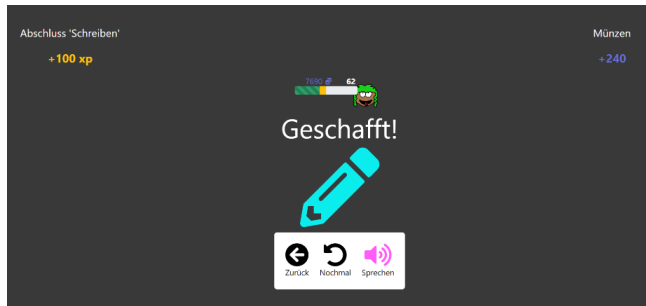 Abschluss 'Schreiben'
Münzen
+100 xp
+240
7690
62
Geschafft!
Zurück
Nochmal
Sprechen